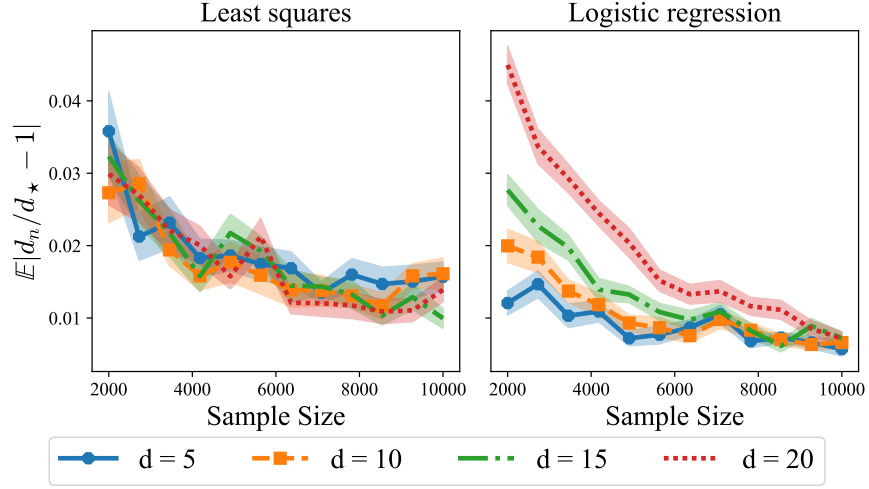 Least squares
Logistic regression
𝔼|d_n/d_⋆ − 1|
0.04
0.03
0.02
0.01
2000 4000 6000 8000 10000
2000 4000 6000 8000 10000
Sample Size
Sample Size
d = 5 d = 10 d = 15 d = 20